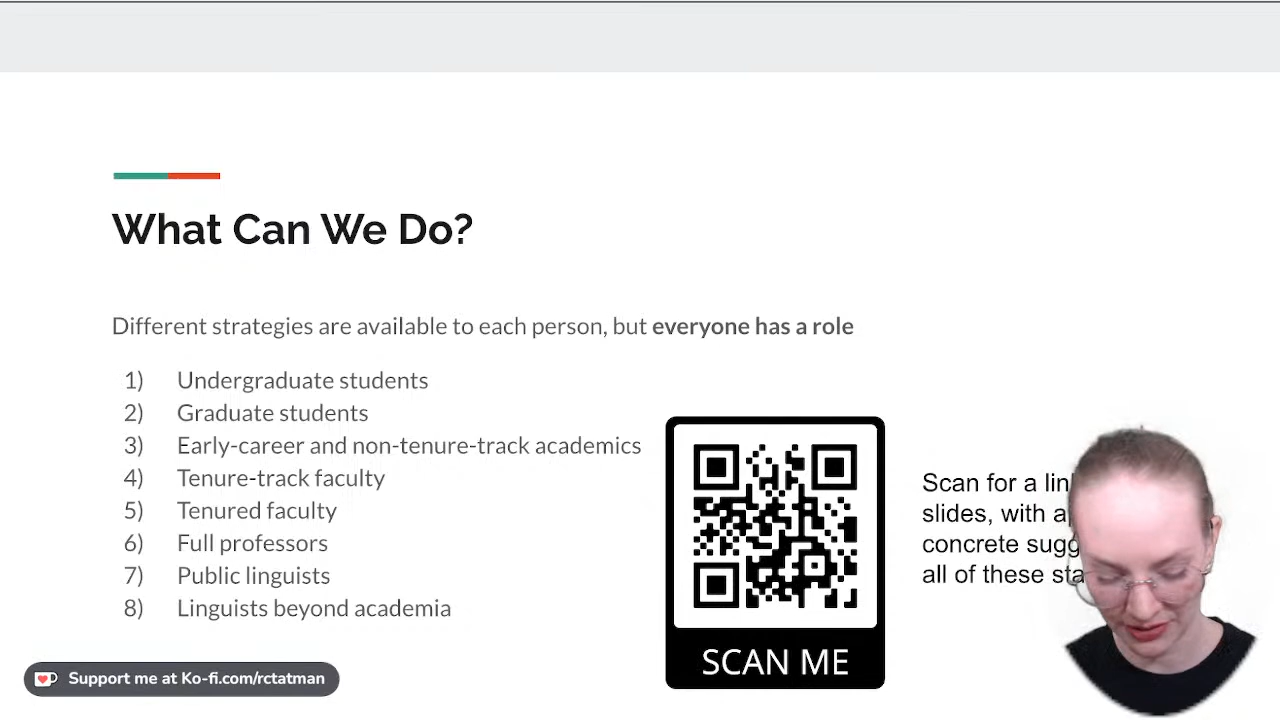 What Can We Do?
Different strategies are available to each person, but everyone has a role
1) Undergraduate students
2) Graduate students
3) Early-career and non-tenure-track academics
4) Tenure-track faculty
5) Tenured faculty
6) Full professors
7) Public linguists
8) Linguists beyond academia
Scan for a
slides, with
concrete
all of these
SCAN ME
Support me at Ko-fi.com/rctatman